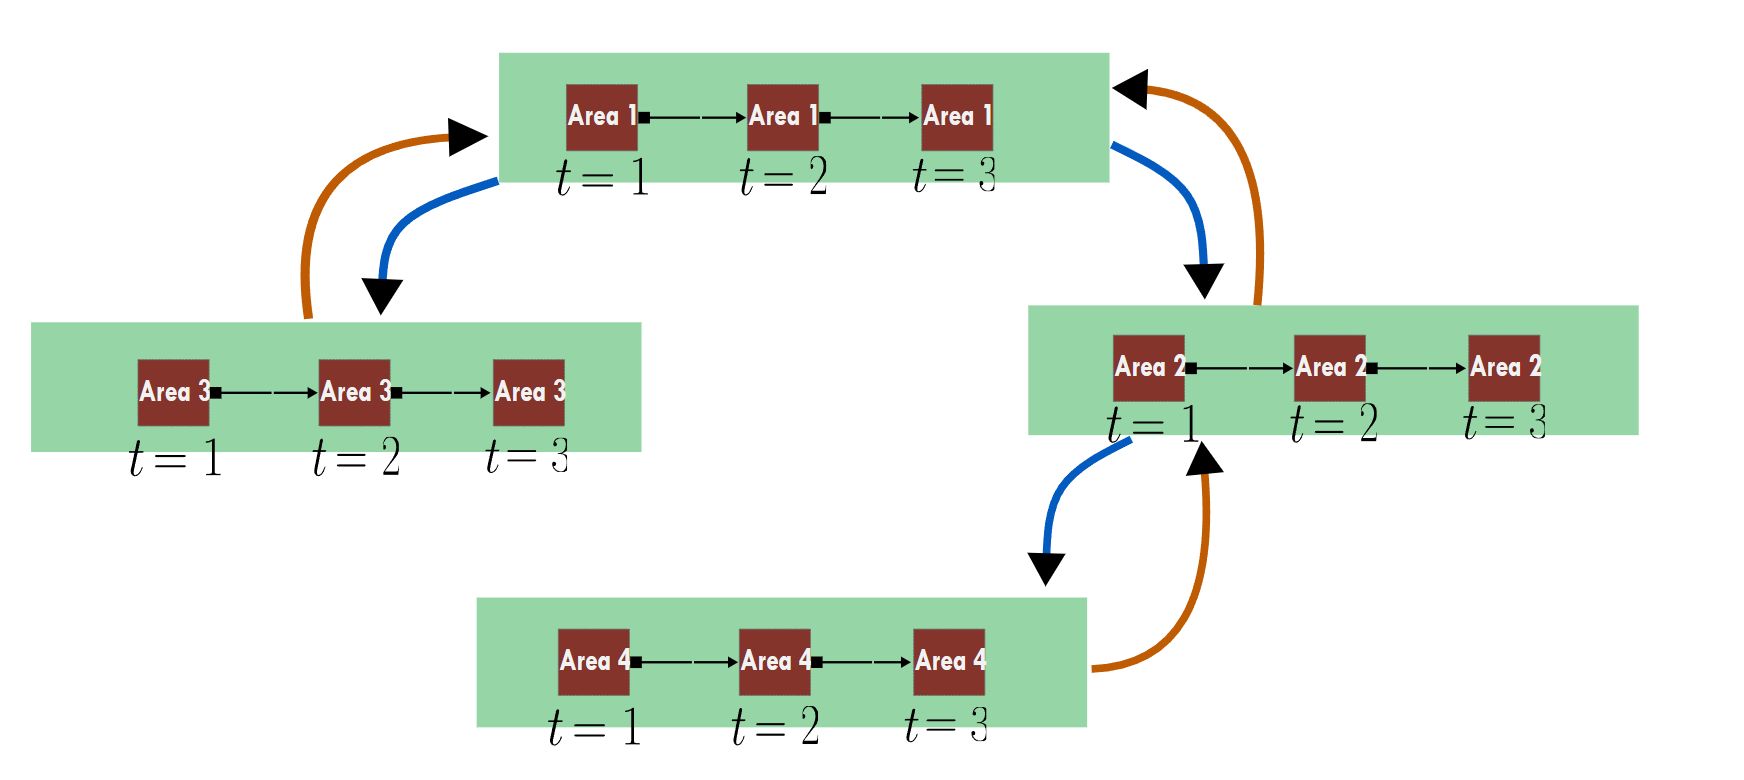 Area 1 Area 1 Area 1
t = 1 t = 2 t = 3
Area 3 Area 3 Area 3
t = 1 t = 2 t = 3
Area 2 Area 2 Area 2
t = 1 t = 2 t = 3
Area 4 Area 4 Area 4
t = 1 t = 2 t = 3